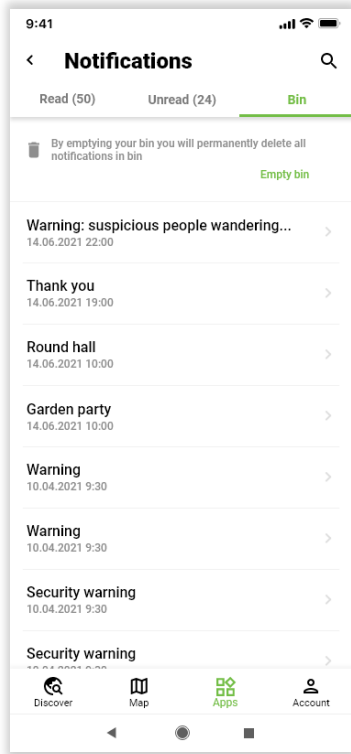 9:41
Notifications
Read (50) Unread (24) Bin
By emptying your bin you will permanently delete all
notifications in bin
Empty bin
Warning: suspicious people wandering...
14.06.2021 22:00
Thank you
14.06.2021 19:00
Round hall
14.06.2021 10:00
Garden party
14.06.2021 10:00
Warning
10.04.2021 9:30
Warning
10.04.2021 9:30
Security warning
10.04.2021 9:30
Security warning
Discover Map Apps Account